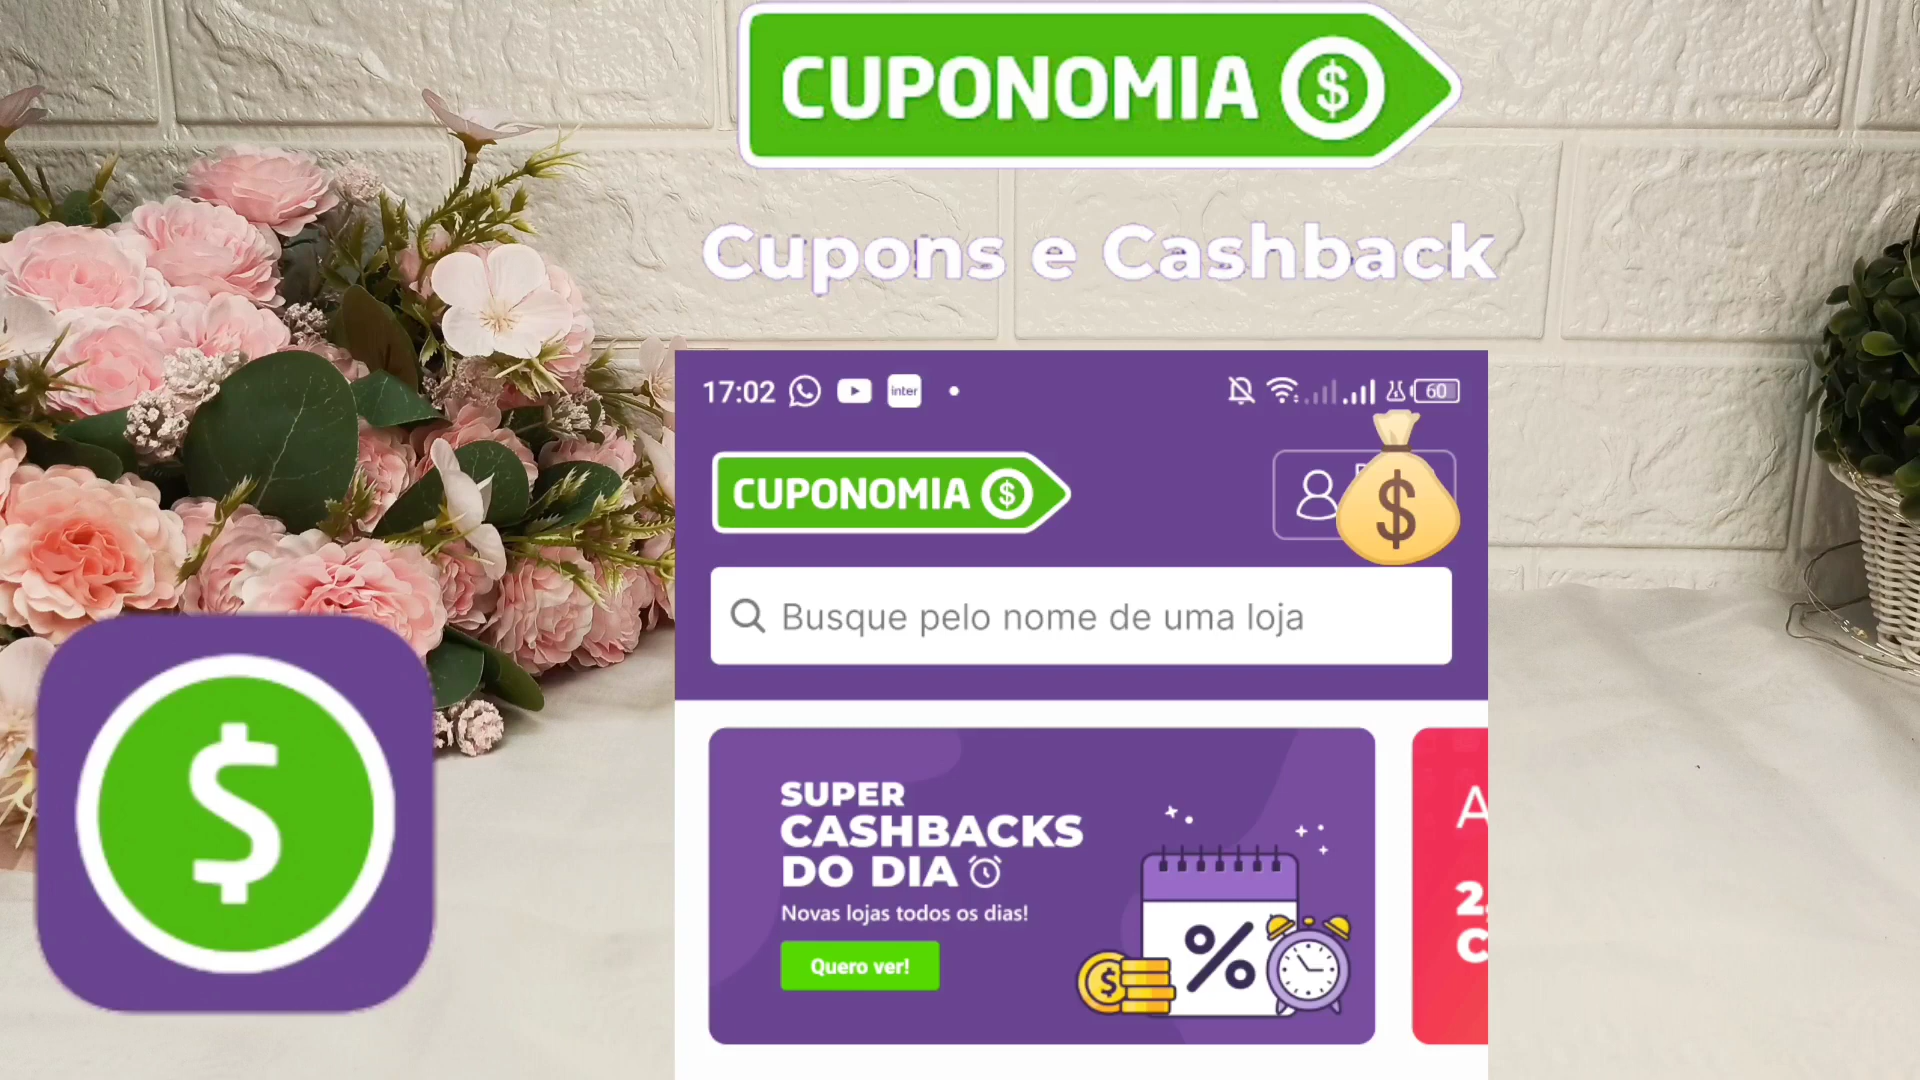 CUPONOMIA $
Cupons e Cashback
17:02 inter 60
CUPONOMIA $
$
Busque pelo nome de uma loja
SUPER
CASHBACKS
DO DIA
Novas lojas todos os dias!
Quero ver!
$
%
$
A
2
C